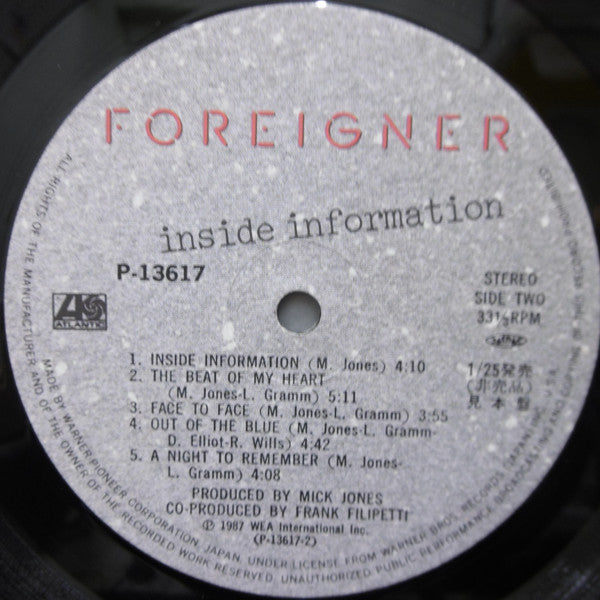 FOREIGNER
inside information
P-13617
STEREO
SIDE TWO
33⅓RPM
ATLANTIC
1/25発売
(非売品)
見本盤
1. INSIDE INFORMATION (M. Jones) 4:10
2. THE BEAT OF MY HEART
(M. Jones-L. Gramm) 5:11
3. FACE TO FACE (M. Jones-L. Gramm) 3:55
4. OUT OF THE BLUE (M. Jones-L. Gramm-
D. Elliot-R. Wills) 4:42
5. A NIGHT TO REMEMBER (M. Jones-
L. Gramm) 4:08
PRODUCED BY MICK JONES
CO-PRODUCED BY FRANK FILIPETTI
Ⓟ 1987 WEA International Inc.
(P-13617-2)
ALL RIGHTS OF THE MANUFACTURER AND OF THE OWNER OF THE RECORDED WORK RESERVED. UNAUTHORIZED PUBLIC PERFORMANCE BROADCASTING AND COPYING OF THIS RECORD PROHIBITED
MADE BY WARNER-PIONEER CORPORATION, JAPAN, UNDER LICENSE FROM WARNER BROS. RECORDS (JAPAN) INC., U.S.A.